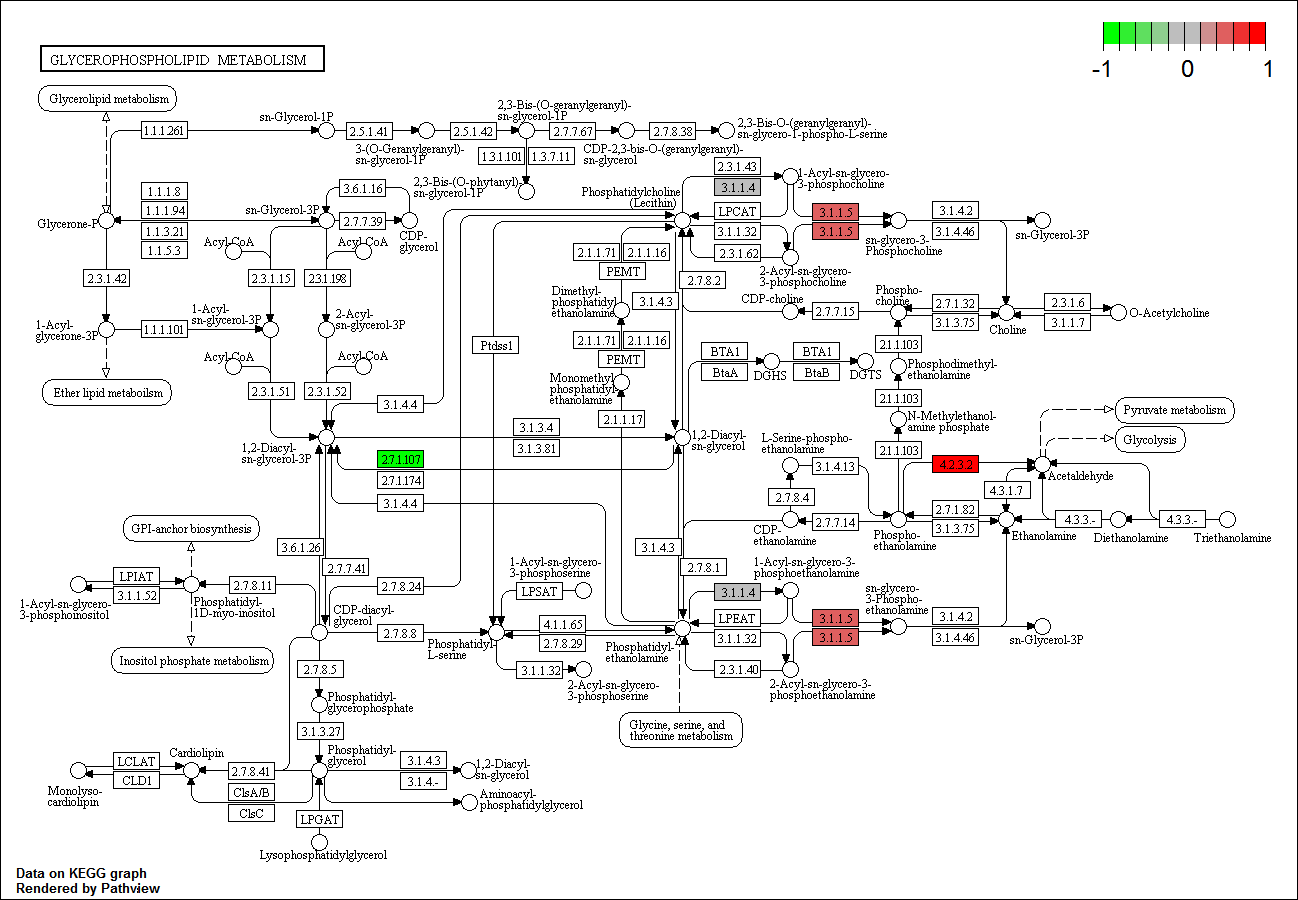 -1
0
1
GLYCEROPHOSPHOLIPID METABOLISM
Glycerolipid metabolism
1.1.1.261
sn-Glycerol-1P
2.5.1.41
3-(O-Geranylgeranyl)-
sn-glycerol-1P
2.5.1.42
2,3-Bis-(O-geranylgeranyl)-
sn-glycerol-1P
2.7.7.67
CDP-2,3-bis-O-(geranylgeranyl)-
sn-glycerol
2.7.8.38
2,3-Bis-O-(geranylgeranyl)-
sn-glycero-1-phospho-L-serine
1.3.1.101
1.3.7.11
2,3-Bis-(O-phytanyl)-
sn-glycerol-1P
Glycerone-P
1.1.1.8
1.1.1.94
1.1.3.21
1.1.5.3
sn-Glycerol-3P
3.6.1.16
2.7.7.39
CDP-
glycerol
Acyl-CoA
Acyl-CoA
2.3.1.42
2.3.1.15
2.3.1.198
1-Acyl-
glycerone-3P
1.1.1.101
1-Acyl-
sn-glycerol-3P
2-Acyl-
sn-glycerol-3P
Acyl-CoA
Acyl-CoA
Ether lipid metabolism
2.3.1.51
2.3.1.52
3.1.4.4
1,2-Diacyl-
sn-glycerol-3P
3.1.3.4
3.1.3.81
2.7.1.107
2.7.1.174
3.1.4.4
Ptdss1
Phosphatidylcholine
(Lecithin)
2.3.1.43
3.1.1.4
LPCAT
3.1.1.32
2.3.1.62
1-Acyl-sn-glycero-
3-phosphocholine
2-Acyl-sn-glycero-
3-phosphocholine
3.1.1.5
3.1.1.5
sn-glycero-3-
Phosphocholine
3.1.4.2
3.1.4.46
sn-Glycerol-3P
2.1.1.71
2.1.1.16
PEMT
Dimethyl-
phosphatidyl
ethanolamine
3.1.4.3
2.7.8.2
CDP-choline
2.7.7.15
Phospho-
choline
2.7.1.32
3.1.3.75
Choline
2.3.1.6
3.1.1.7
O-Acetylcholine
2.1.1.71
2.1.1.16
PEMT
Monomethyl
phosphatidyl
ethanolamine
2.1.1.17
BTA1
BtaA
DGHS
BTA1
BtaB
DGTS
2.1.1.103
Phosphodimethyl-
ethanolamine
2.1.1.103
N-Methylethanol-
amine phosphate
2.1.1.103
1,2-Diacyl-
sn-glycerol
L-Serine-phospho-
ethanolamine
3.1.4.13
2.7.8.4
CDP-
ethanolamine
2.7.7.14
Phospho-
ethanolamine
4.2.3.2
Pyruvate metabolism
Glycolysis
Acetaldehyde
4.3.1.7
2.7.1.82
3.1.3.75
Ethanolamine
4.3.3.-
Diethanolamine
4.3.3.-
Triethanolamine
GPI-anchor biosynthesis
3.6.1.26
2.7.7.41
LPIAT
3.1.1.52
1-Acyl-sn-glycero-
3-phosphoinositol
Phosphatidyl-
1D-myo-inositol
2.7.8.11
2.7.8.24
Inositol phosphate metabolism
CDP-diacyl-
glycerol
2.7.8.8
Phosphatidyl-
L-serine
1-Acyl-sn-glycero-
3-phosphoserine
LPSAT
4.1.1.65
2.7.8.29
3.1.1.32
2-Acyl-sn-glycero-
3-phosphoserine
3.1.4.3
2.7.8.1
Phosphatidyl-
ethanolamine
1-Acyl-sn-glycero-3-
phosphoethanolamine
3.1.1.4
LPEAT
3.1.1.32
2.3.1.40
2-Acyl-sn-glycero-3-
phosphoethanolamine
3.1.1.5
3.1.1.5
sn-glycero-
3-Phospho-
ethanolamine
3.1.4.2
3.1.4.46
sn-Glycerol-3P
Glycine, serine, and
threonine metabolism
2.7.8.5
Phosphatidyl-
glycerophosphate
3.1.3.27
Phosphatidyl-
glycerol
LCLAT
CLD1
Monolyso-
cardiolipin
Cardiolipin
2.7.8.41
ClsA/B
ClsC
3.1.4.3
3.1.4.-
1,2-Diacyl-
sn-glycerol
Aminoacyl-
phosphatidylglycerol
LPGAT
Lysophosphatidylglycerol
Data on KEGG graph
Rendered by Pathview